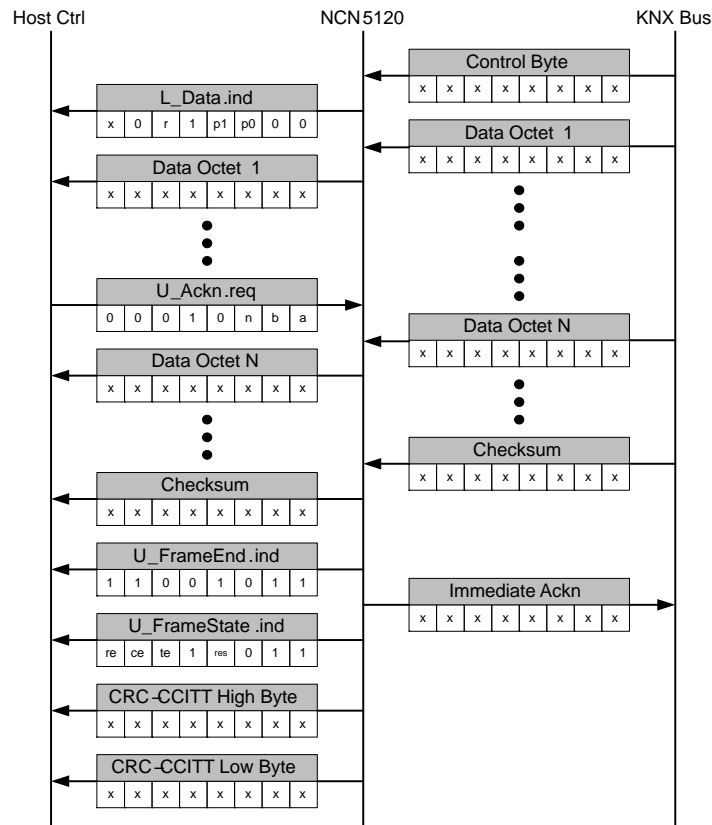 Host Ctrl NCN5120 KNX Bus
Control Byte
x x x x x x x x
L_Data.ind
x 0 r 1 p1 p0 0 0
Data Octet 1
x x x x x x x x
Data Octet 1
x x x x x x x x
U_Ackn.req
0 0 0 1 0 n b a
Data Octet N
x x x x x x x x
Data Octet N
x x x x x x x x
Checksum
x x x x x x x x
Checksum
x x x x x x x x
U_FrameEnd.ind
1 1 0 0 1 0 1 1
Immediate Ackn
x x x x x x x x
U_FrameState.ind
re ce te 1 res 0 1 1
CRC-CCITT High Byte
x x x x x x x x
CRC-CCITT Low Byte
x x x x x x x x